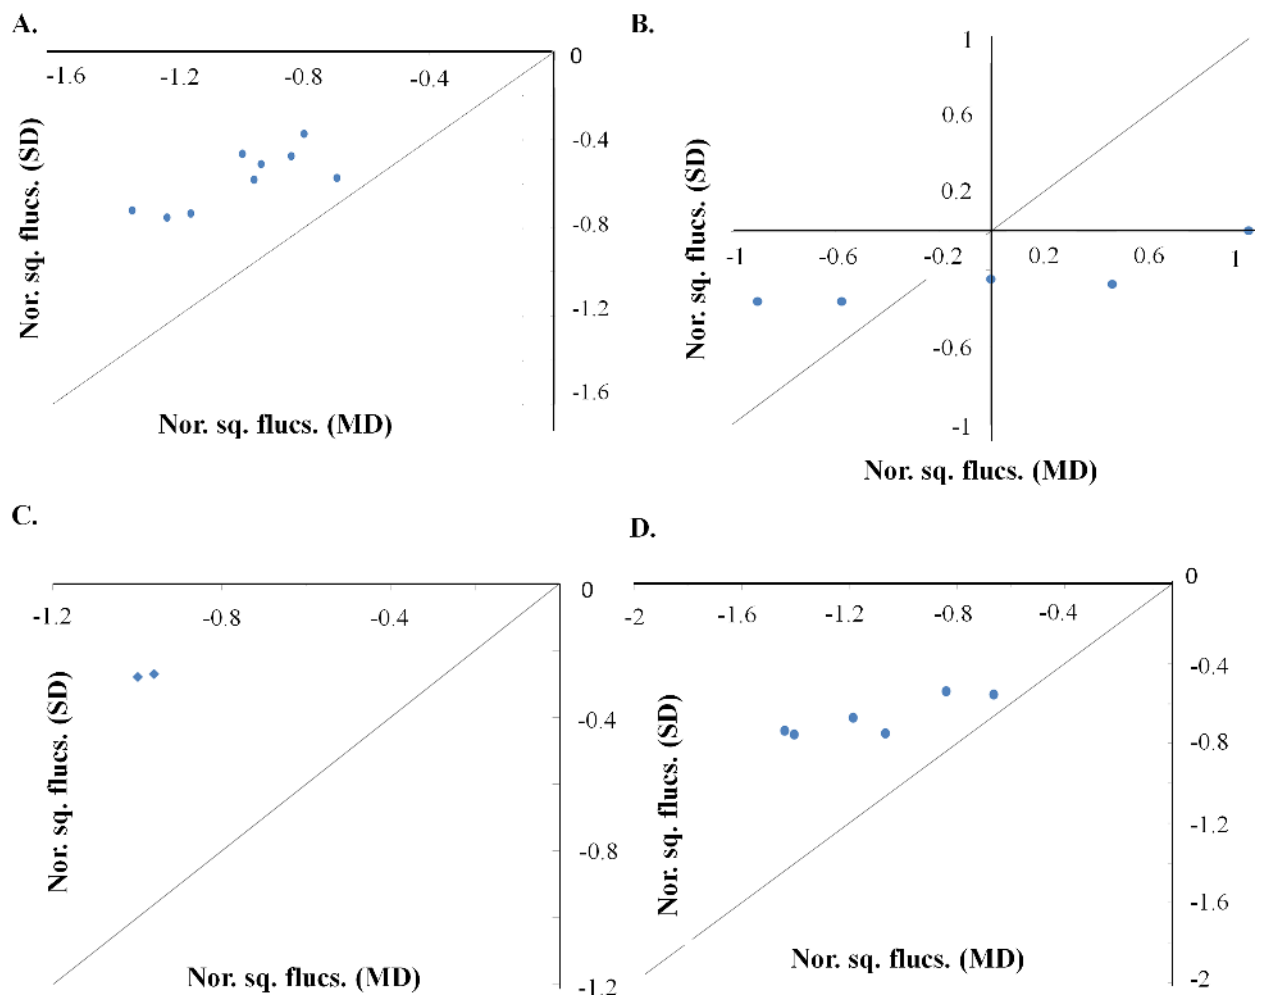 A.
0
-1.6 -1.2 -0.8 -0.4
-0.4
-0.8
-1.2
-1.6
Nor. sq. flucs. (SD)
Nor. sq. flucs. (MD)
B.
1
0.6
0.2
-1 -0.6 -0.2 0.2 0.6 1
-0.6
-1
Nor. sq. flucs. (SD)
Nor. sq. flucs. (MD)
C.
0
-1.2 -0.8 -0.4
-0.4
-0.8
-1.2
Nor. sq. flucs. (SD)
Nor. sq. flucs. (MD)
D.
0
-2 -1.6 -1.2 -0.8 -0.4
-0.4
-0.8
-1.2
-1.6
-2
Nor. sq. flucs. (SD)
Nor. sq. flucs. (MD)